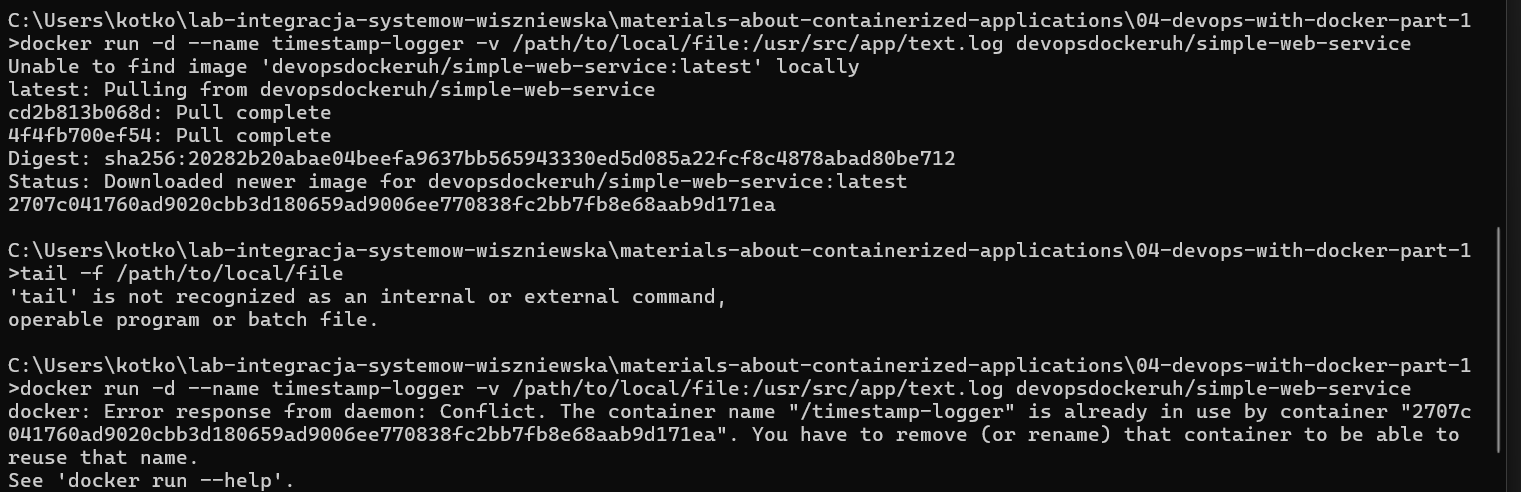 C:\Users\kotko\lab-integracja-systemow-wiszniewska\materials-about-containerized-applications\04-devops-with-docker-part-1
>docker run -d --name timestamp-logger -v /path/to/local/file:/usr/src/app/text.log devopsdockeruh/simple-web-service
Unable to find image 'devopsdockeruh/simple-web-service:latest' locally
latest: Pulling from devopsdockeruh/simple-web-service
cd2b813b068d: Pull complete
4f4fb700ef54: Pull complete
Digest: sha256:20282b20abae04beefa9637bb565943330ed5d085a22fcf8c4878abad80be712
Status: Downloaded newer image for devopsdockeruh/simple-web-service:latest
2707c041760ad9020cbb3d180659ad9006ee770838fc2bb7fb8e68aab9d171ea
C:\Users\kotko\lab-integracja-systemow-wiszniewska\materials-about-containerized-applications\04-devops-with-docker-part-1
>tail -f /path/to/local/file
'tail' is not recognized as an internal or external command,
operable program or batch file.
C:\Users\kotko\lab-integracja-systemow-wiszniewska\materials-about-containerized-applications\04-devops-with-docker-part-1
>docker run -d --name timestamp-logger -v /path/to/local/file:/usr/src/app/text.log devopsdockeruh/simple-web-service
docker: Error response from daemon: Conflict. The container name "/timestamp-logger" is already in use by container "2707c
041760ad9020cbb3d180659ad9006ee770838fc2bb7fb8e68aab9d171ea". You have to remove (or rename) that container to be able to
reuse that name.
See 'docker run --help'.